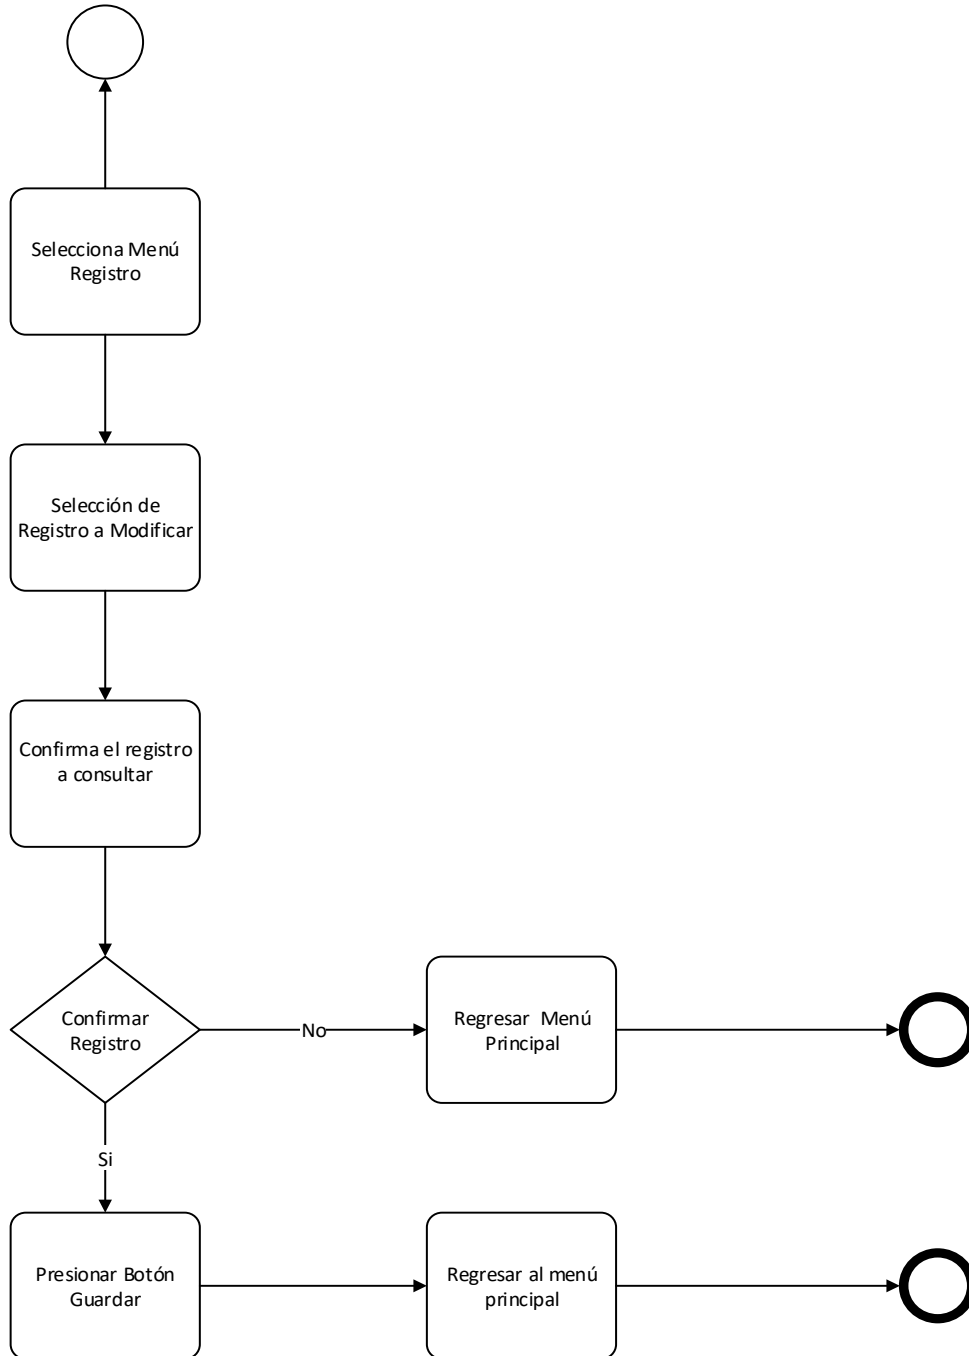 Selecciona Menú
Registro
Selección de
Registro a Modificar
Confirma el registro
a consultar
Confirmar
Registro
No
Regresar Menú
Principal
Si
Presionar Botón
Guardar
Regresar al menú
principal